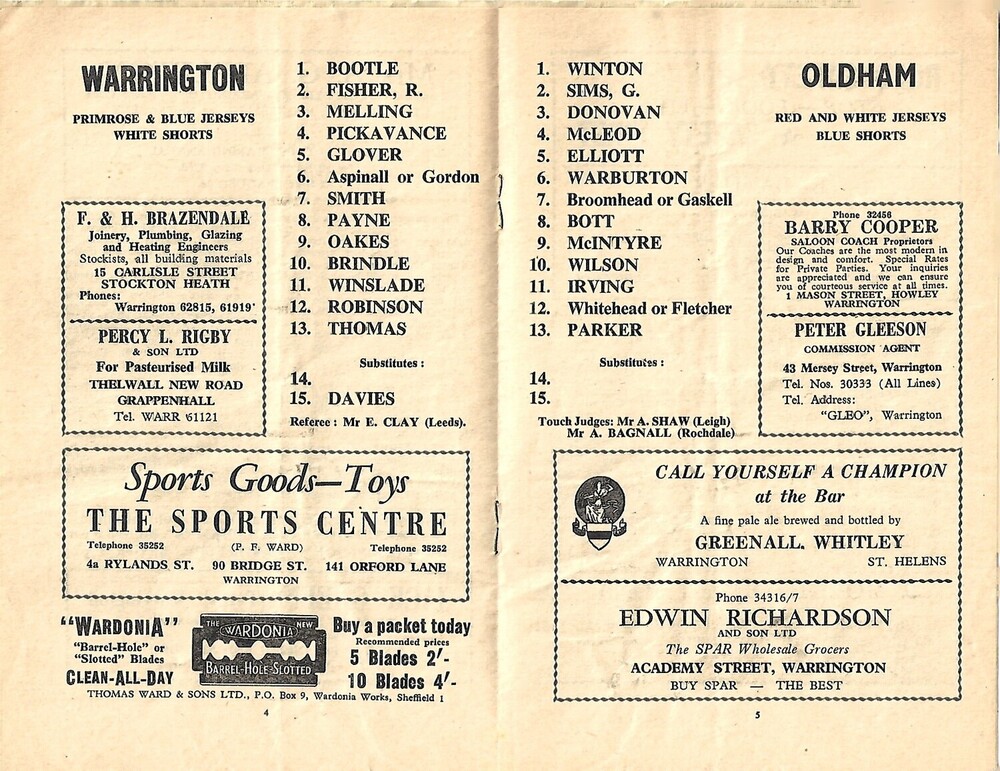 WARRINGTON
PRIMROSE & BLUE JERSEYS
WHITE SHORTS
1. BOOTLE
2. FISHER, R.
3. MELLING
4. PICKAVANCE
5. GLOVER
6. Aspinall or Gordon
7. SMITH
8. PAYNE
9. OAKES
10. BRINDLE
11. WINSLADE
12. ROBINSON
13. THOMAS
Substitutes :
14.
15. DAVIES
Referee : Mr E. CLAY (Leeds).
F. & H. BRAZENDALE
Joinery, Plumbing, Glazing
and Heating Engineers
Stockists, all building materials
15 CARLISLE STREET
STOCKTON HEATH
Phones:
Warrington 62815, 61919
PERCY L. RIGBY
& SON LTD
For Pasteurised Milk
THELWALL NEW ROAD
GRAPPENHALL
Tel. WARR 61121
Sports Goods—Toys
THE SPORTS CENTRE
Telephone 35252 (P. F. WARD) Telephone 35252
4a RYLANDS ST. 90 BRIDGE ST. 141 ORFORD LANE
WARRINGTON
"WARDONIA"
"Barrel-Hole" or
"Slotted" Blades
CLEAN-ALL-DAY
THE WARDONIA NEW
BARREL-HOLE-SLOTTED
Buy a packet today
Recommended prices
5 Blades 2/-
10 Blades 4/-
THOMAS WARD & SONS LTD., P.O. Box 9, Wardonia Works, Sheffield 1
4
1. WINTON
2. SIMS, G.
3. DONOVAN
4. McLEOD
5. ELLIOTT
6. WARBURTON
7. Broomhead or Gaskell
8. BOTT
9. McINTYRE
10. WILSON
11. IRVING
12. Whitehead or Fletcher
13. PARKER
Substitutes :
14.
15.
Touch Judges: Mr A. SHAW (Leigh)
Mr A. BAGNALL (Rochdale)
OLDHAM
RED AND WHITE JERSEYS
BLUE SHORTS
Phone 32456
BARRY COOPER
SALOON COACH Proprietors
Our Coaches are the most modern in
design and comfort. Special Rates
for Private Parties. Your inquiries
are appreciated and we can ensure
you of courteous service at all times.
1 MASON STREET, HOWLEY
WARRINGTON
PETER GLEESON
COMMISSION AGENT
43 Mersey Street, Warrington
Tel. Nos. 30333 (All Lines)
Tel. Address:
"GLEO", Warrington
CALL YOURSELF A CHAMPION
at the Bar
A fine pale ale brewed and bottled by
GREENALL. WHITLEY
WARRINGTON ST. HELENS
Phone 34316/7
EDWIN RICHARDSON
AND SON LTD
The SPAR Wholesale Grocers
ACADEMY STREET, WARRINGTON
BUY SPAR — THE BEST
5